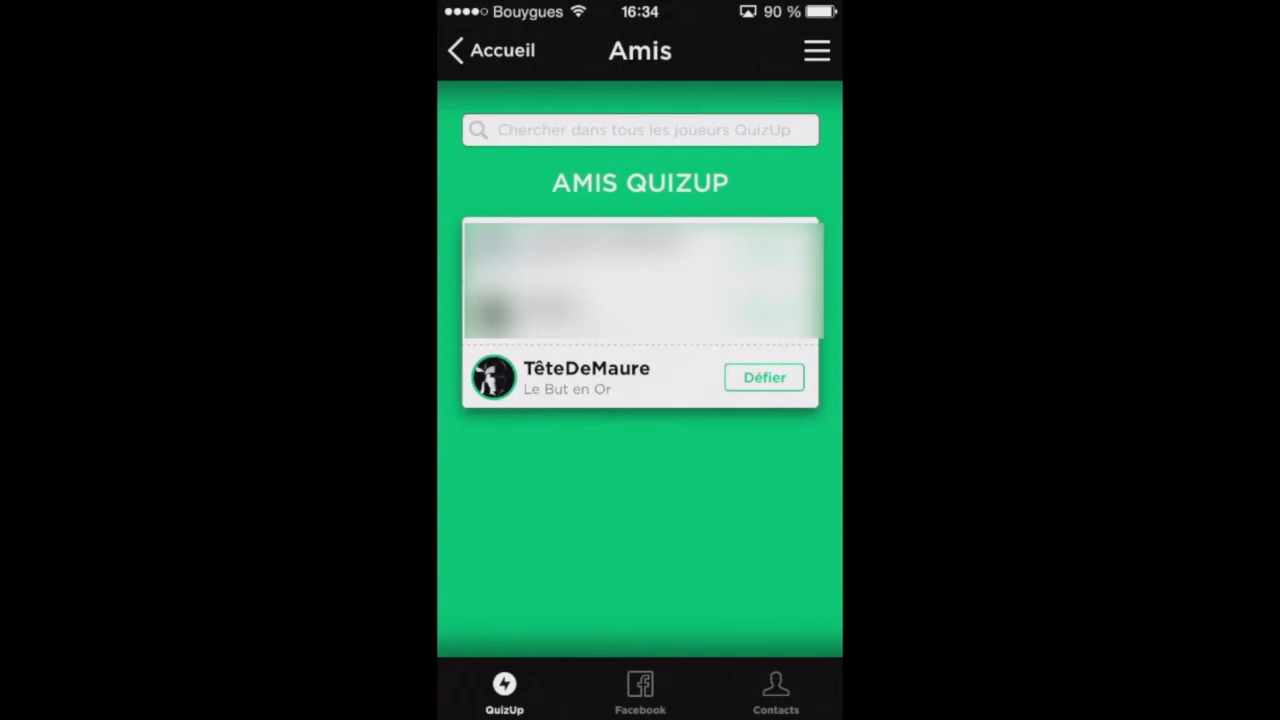 Bouygues 16:34 90 %
Accueil Amis
Chercher dans tous les joueurs QuizUp
AMIS QUIZUP
TêteDeMaure
Le But en Or
Défier
QuizUp Facebook Contacts